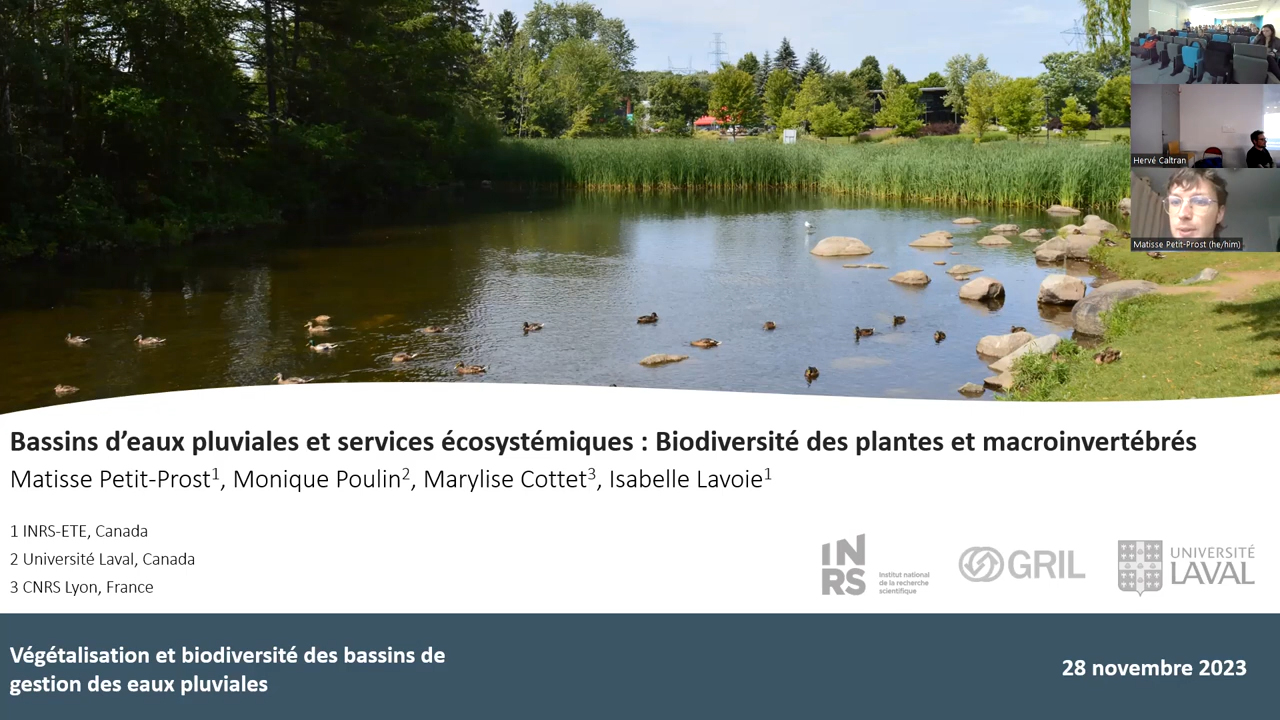 Hervé Caltran
Matisse Petit-Prost (he/him)
Bassins d’eaux pluviales et services écosystémiques : Biodiversité des plantes et macroinvertébrés
Matisse Petit-Prost1, Monique Poulin2, Marylise Cottet3, Isabelle Lavoie1
1 INRS-ETE, Canada
2 Université Laval, Canada
3 CNRS Lyon, France
INRS
Institut national
de la recherche
scientifique
GRIL
UNIVERSITÉ
LAVAL
Végétalisation et biodiversité des bassins de
gestion des eaux pluviales
28 novembre 2023